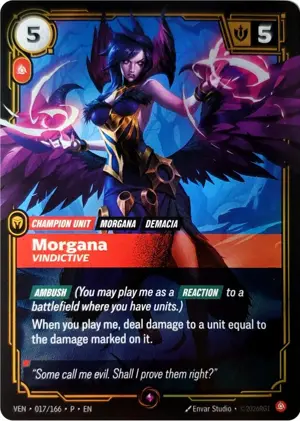 5
5
CHAMPION UNIT MORGANA DEMACIA
Morgana
VINDICTIVE
AMBUSH (You may play me as a REACTION to a
battlefield where you have units.)
When you play me, deal damage to a unit equal to
the damage marked on it.
“Some call me evil. Shall I prove them right?”
VEN • 017/166 • P • EN
Envar Studio • ©2026RGI